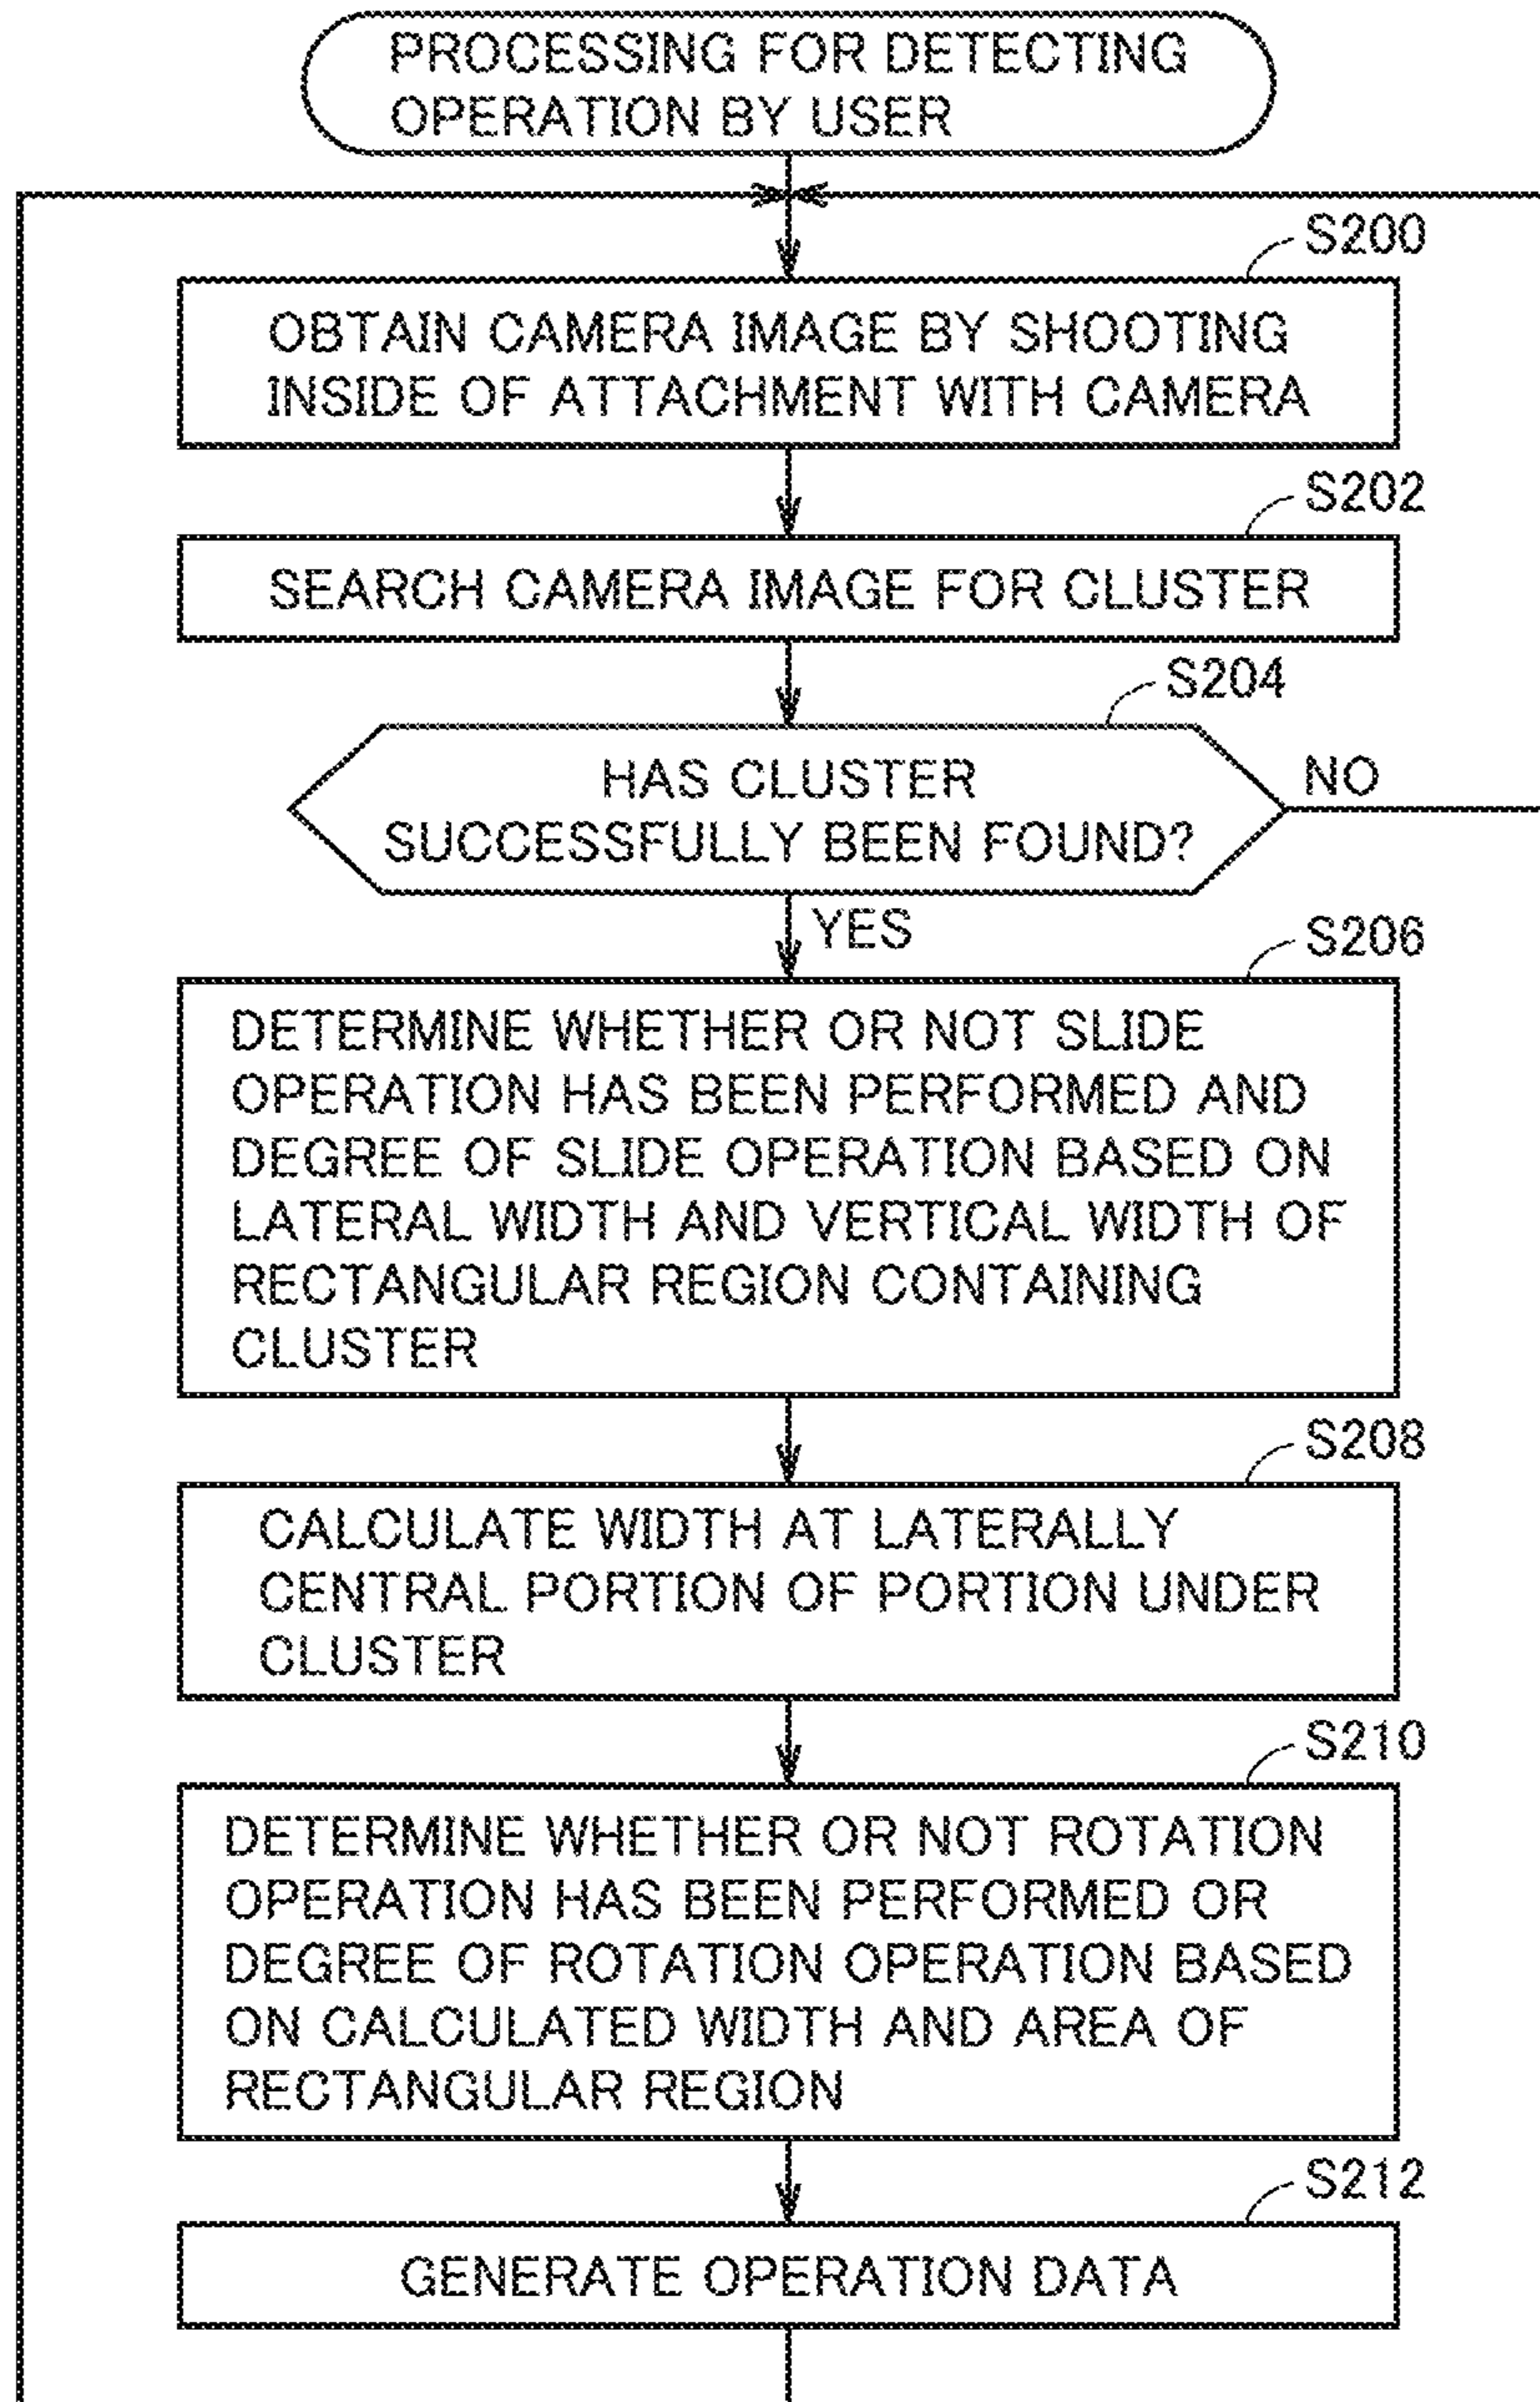 PROCESSING FOR DETECTING
OPERATION BY USER
S200
OBTAIN CAMERA IMAGE BY SHOOTING
INSIDE OF ATTACHMENT WITH CAMERA
S202
SEARCH CAMERA IMAGE FOR CLUSTER
S204
HAS CLUSTER
SUCCESSFULLY BEEN FOUND?
NO
YES
S206
DETERMINE WHETHER OR NOT SLIDE
OPERATION HAS BEEN PERFORMED AND
DEGREE OF SLIDE OPERATION BASED ON
LATERAL WIDTH AND VERTICAL WIDTH OF
RECTANGULAR REGION CONTAINING
CLUSTER
S208
CALCULATE WIDTH AT LATERALLY
CENTRAL PORTION OF PORTION UNDER
CLUSTER
S210
DETERMINE WHETHER OR NOT ROTATION
OPERATION HAS BEEN PERFORMED OR
DEGREE OF ROTATION OPERATION BASED
ON CALCULATED WIDTH AND AREA OF
RECTANGULAR REGION
S212
GENERATE OPERATION DATA